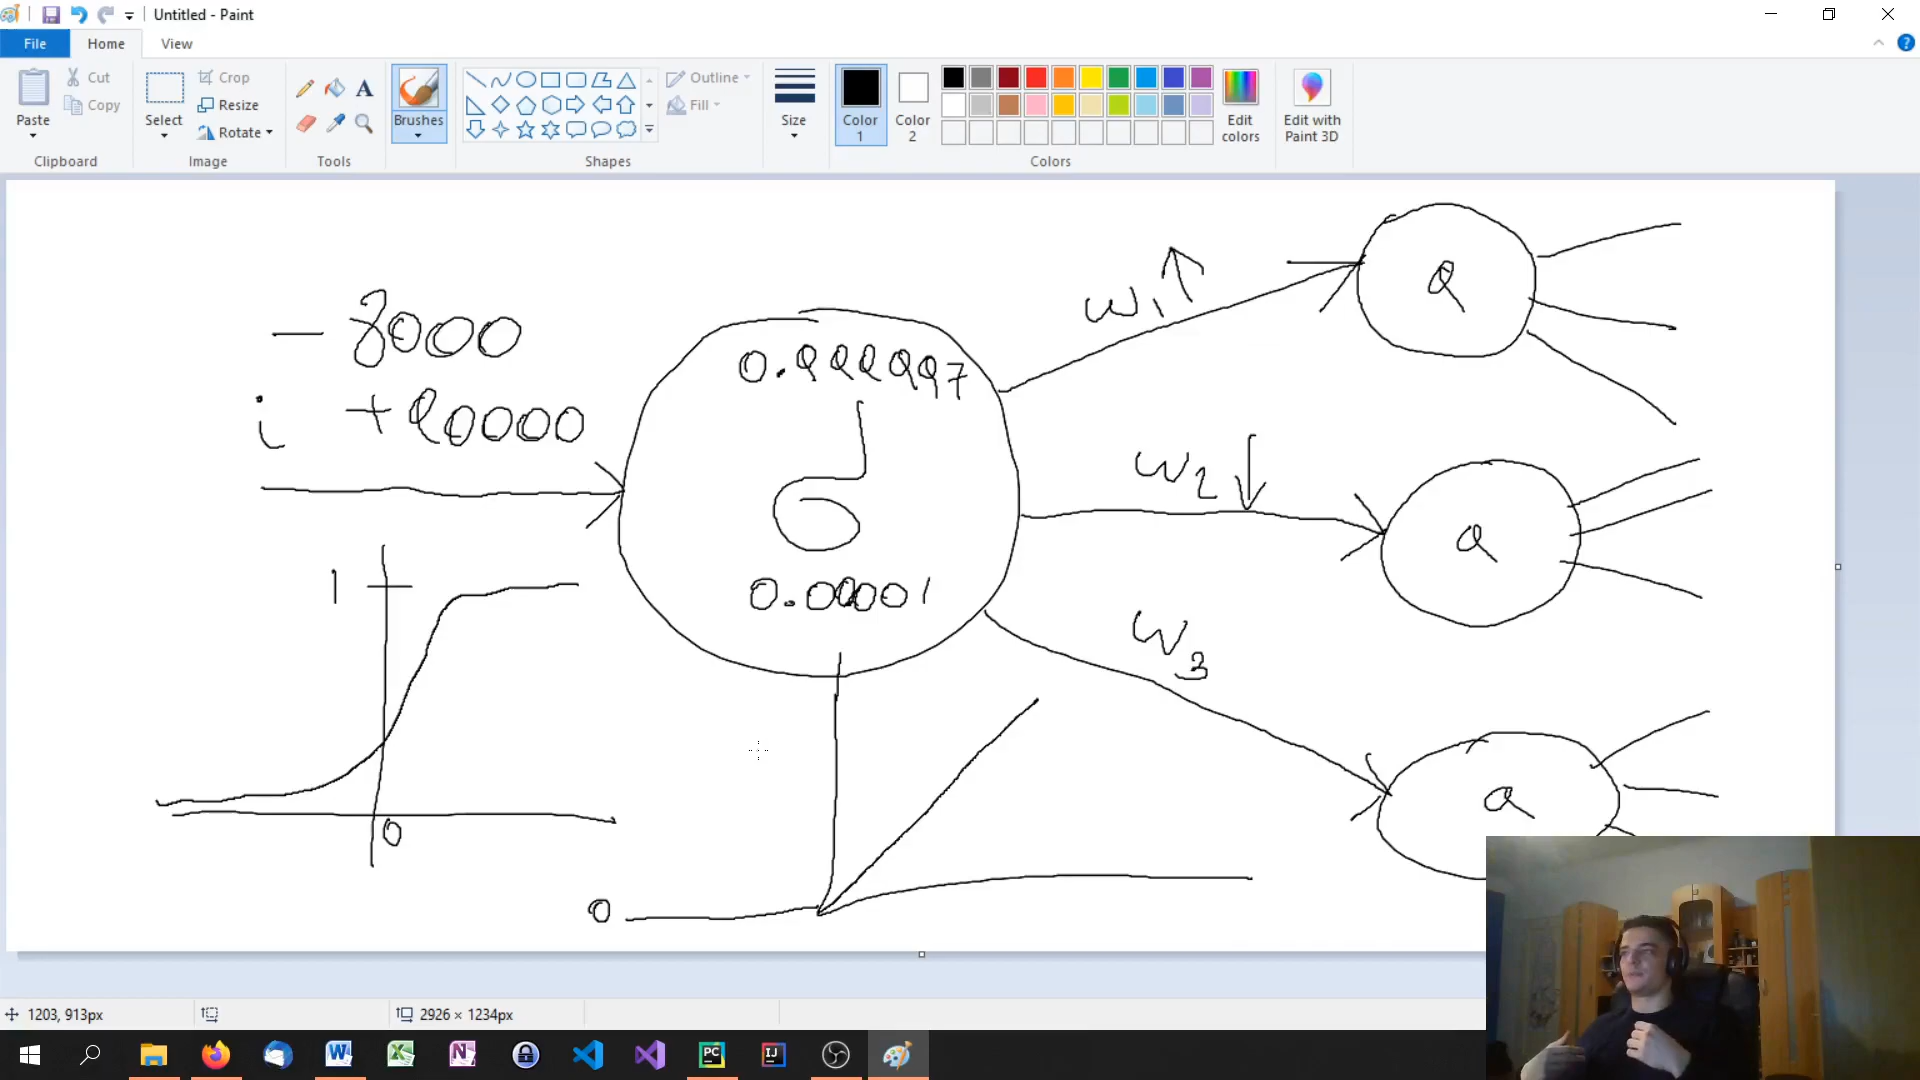 Untitled - Paint
File Home View
Paste
Cut
Copy
Clipboard
Select
Crop
Resize
Rotate
Image
Tools
Brushes
Shapes
Outline
Fill
Size
Color 1
Color 2
Edit colors
Colors
Edit with Paint 3D
- 8000
i +90000
0.999997
σ
0.00001
w1
w2
w3
a
a
a
1
0
0
1203, 913px
2926 × 1234px